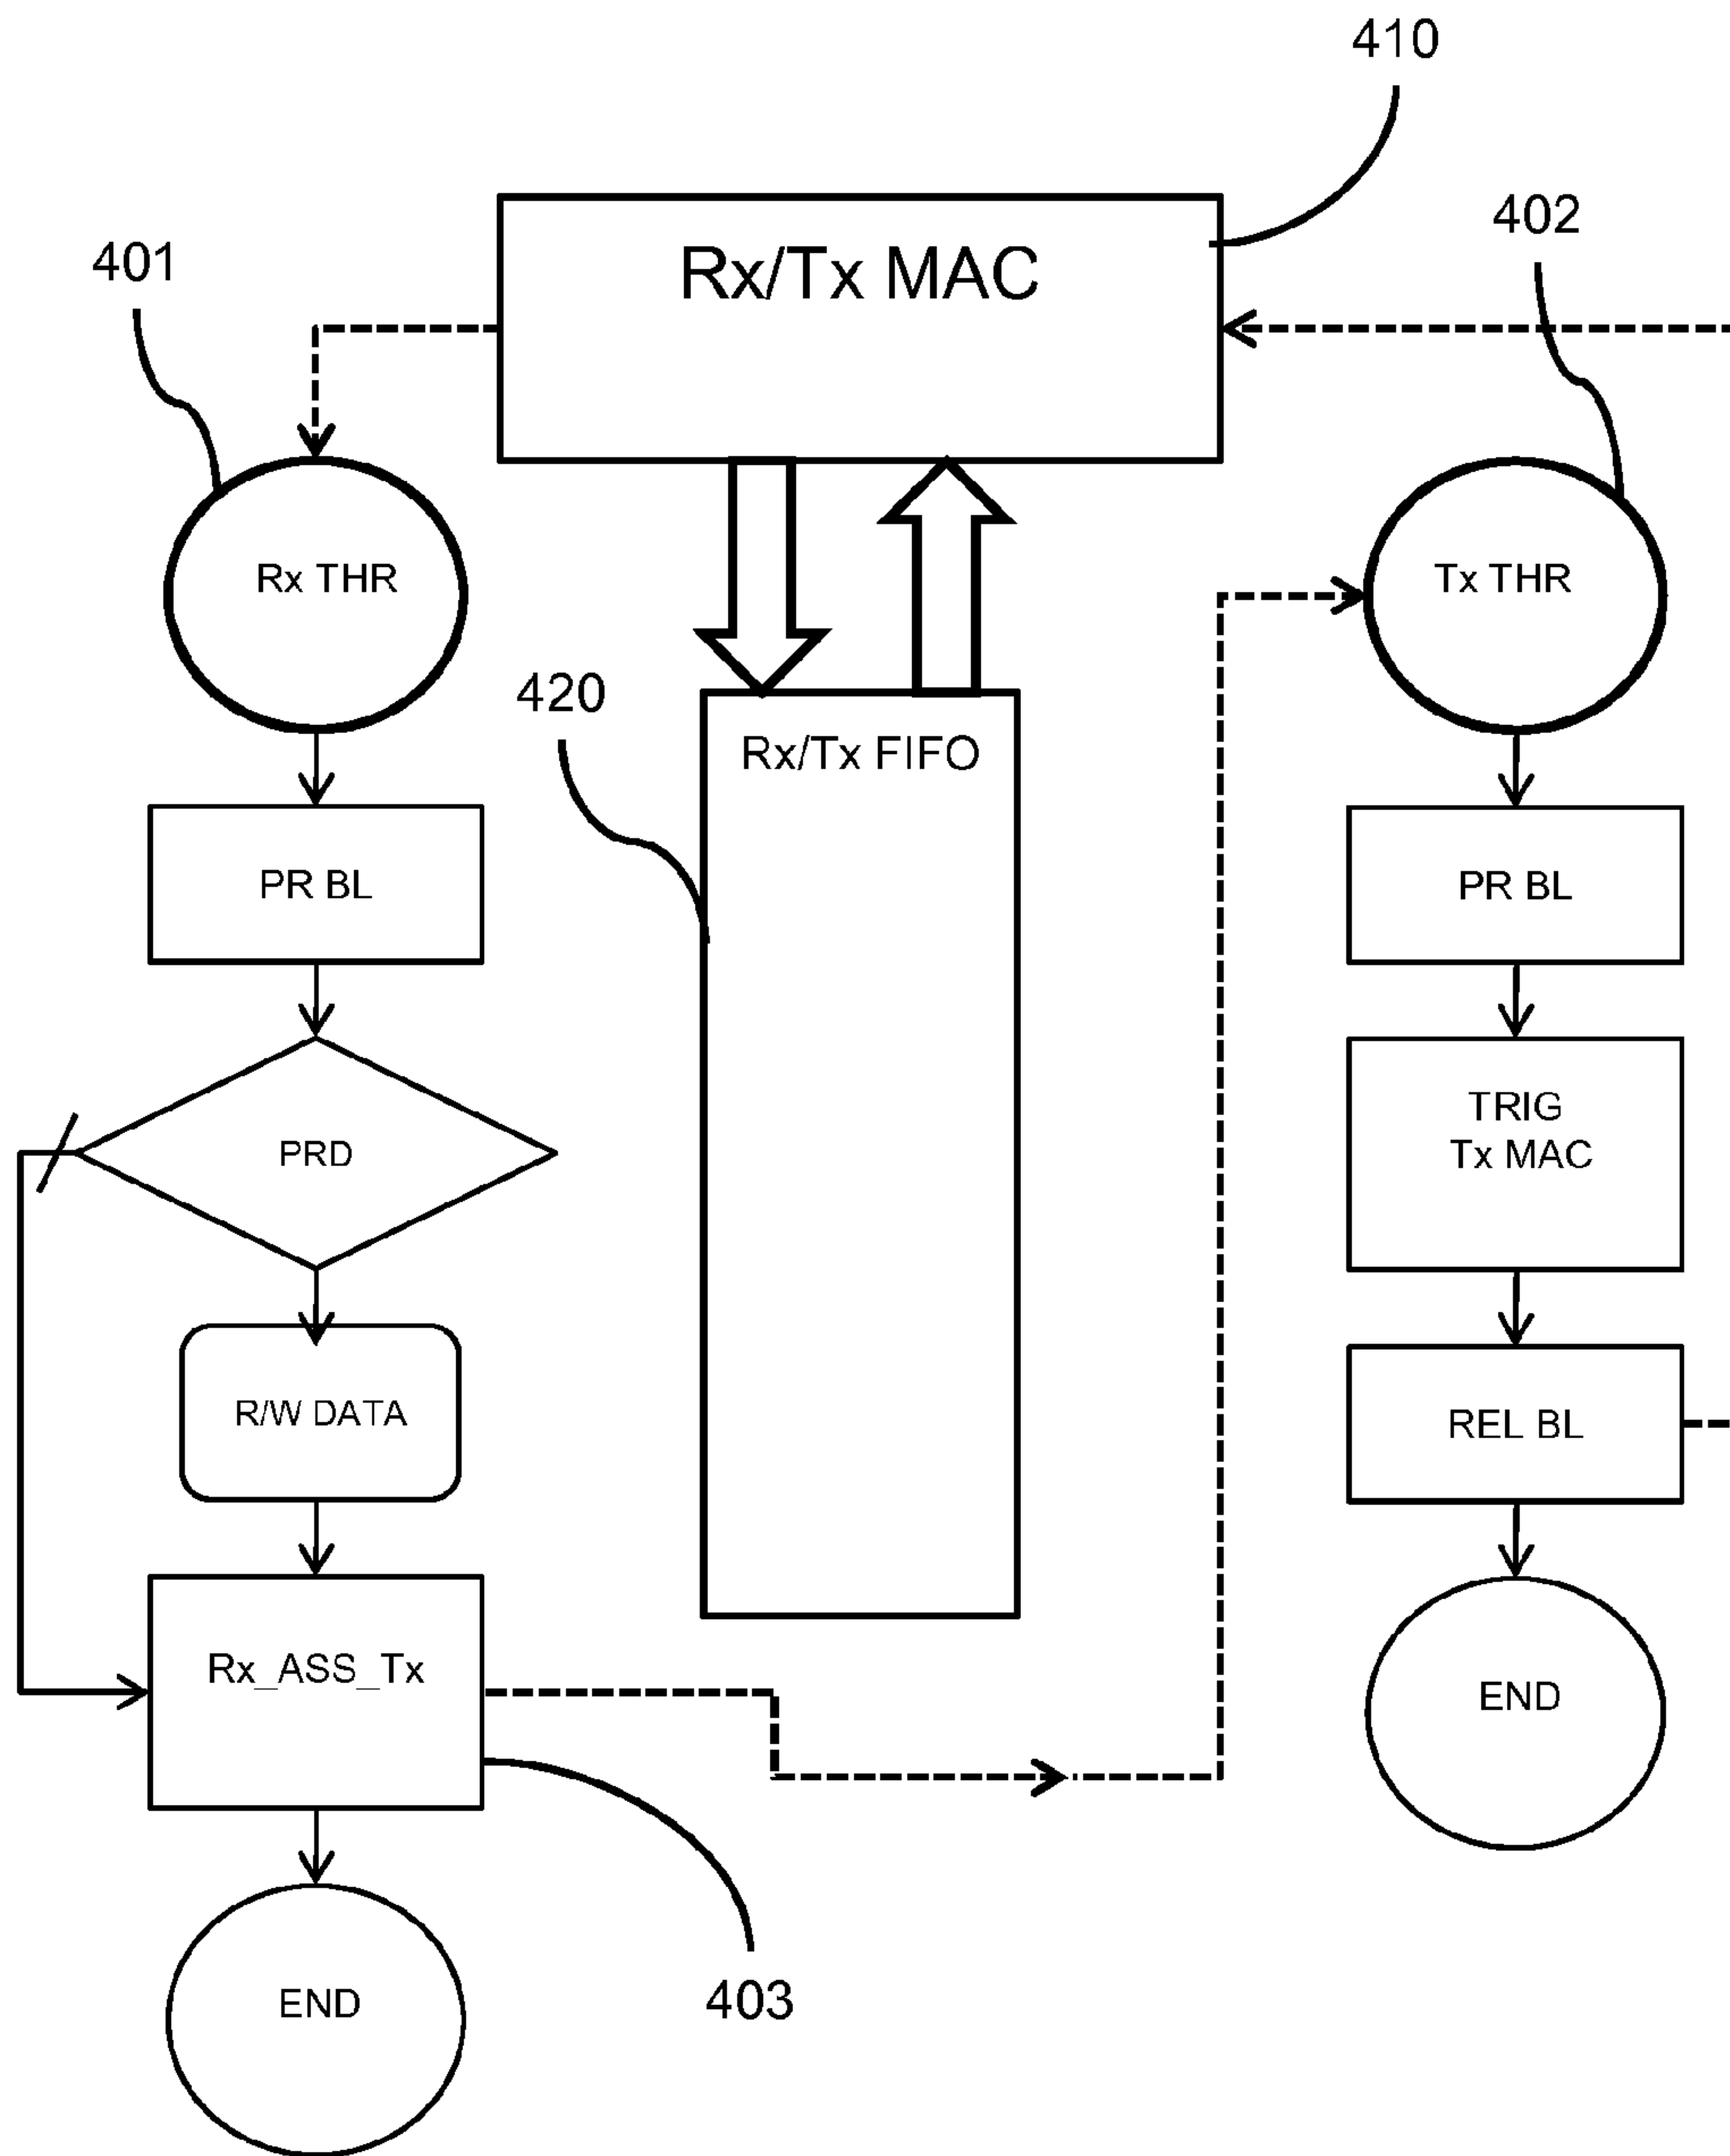 410
402
401
Rx/Tx MAC
Rx THR
Tx THR
420
Rx/Tx FIFO
PR BL
PR BL
PRD
TRIG
Tx MAC
R/W DATA
REL BL
Rx_ASS_Tx
END
403
END